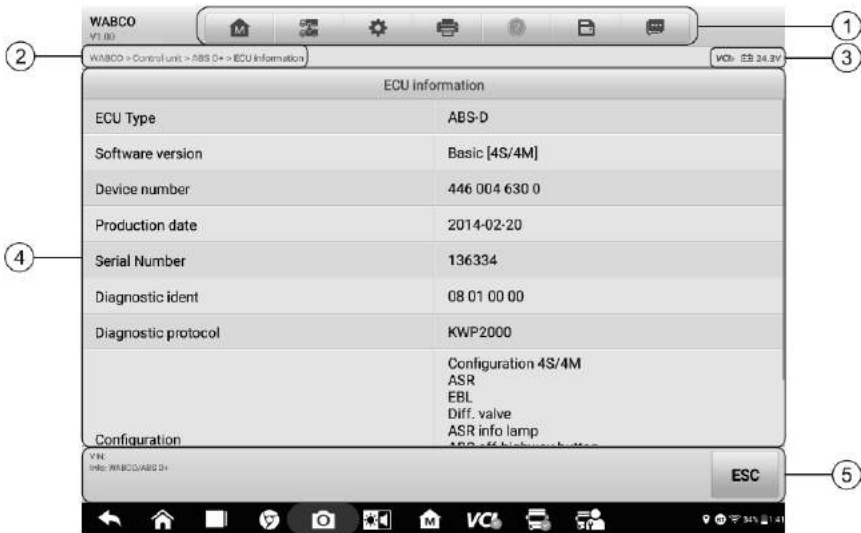 WABCO
V1.00
1
2
WABCO > Control unit > ABS D+ > ECU information
VCI 24.3V
3
ECU information
ECU Type ABS-D
Software version Basic [4S/4M]
Device number 446 004 630 0
Production date 2014-02-20
4
Serial Number 136334
Diagnostic ident 08 01 00 00
Diagnostic protocol KWP2000
Configuration 4S/4M
ASR
EBL
Diff. valve
ASR info lamp
Configuration
VIN:
Info: WABCO/ABS D+
ESC
5
M
M VCI
34% 1:41